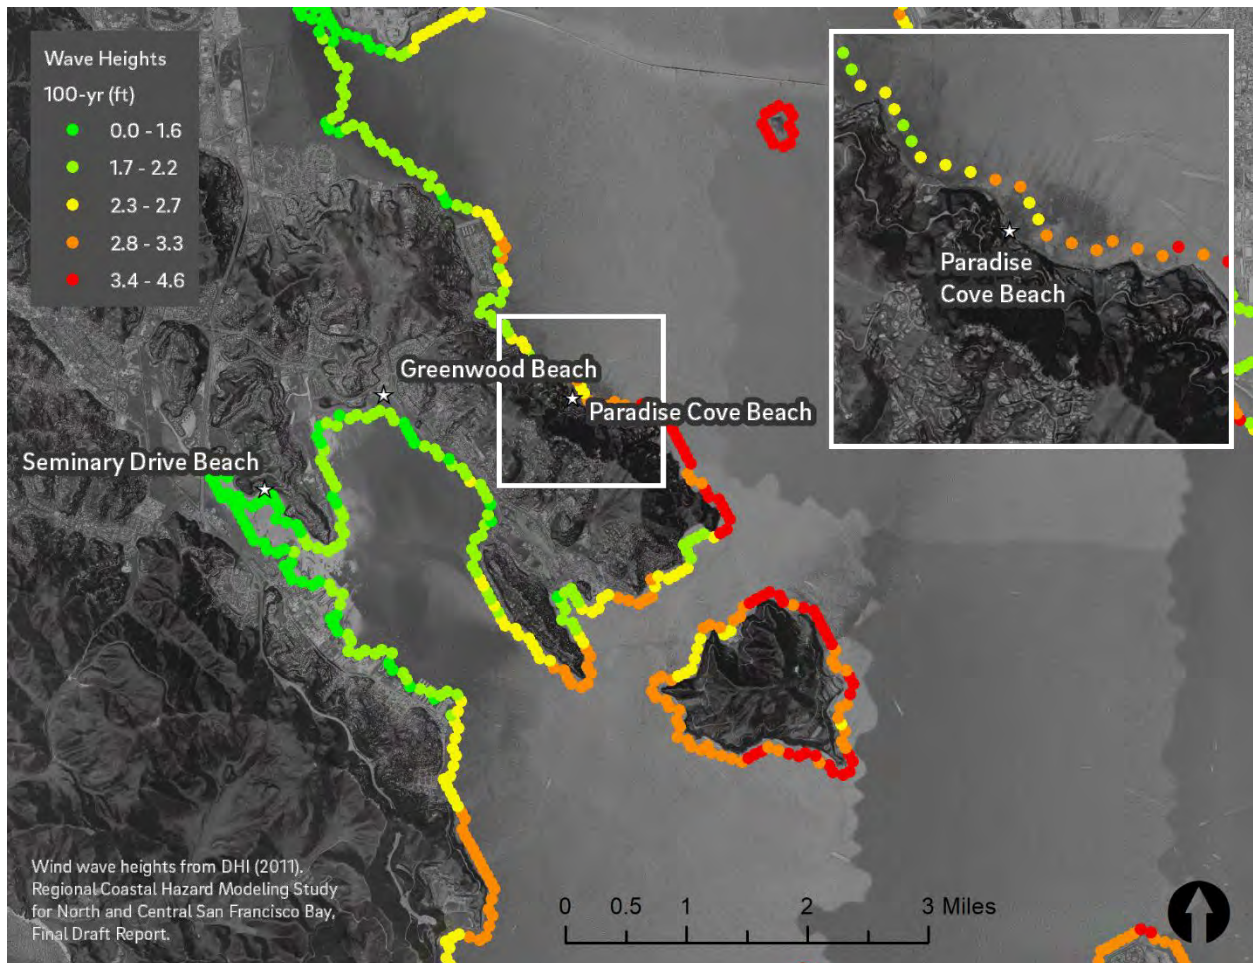 Wave Heights
100-yr (ft)
0.0 - 1.6
1.7 - 2.2
2.3 - 2.7
2.8 - 3.3
3.4 - 4.6
Paradise
Cove Beach
Greenwood Beach
Paradise Cove Beach
Seminary Drive Beach
Wind wave heights from DHI (2011).
Regional Coastal Hazard Modeling Study
for North and Central San Francisco Bay,
Final Draft Report.
0 0.5 1 2 3 Miles